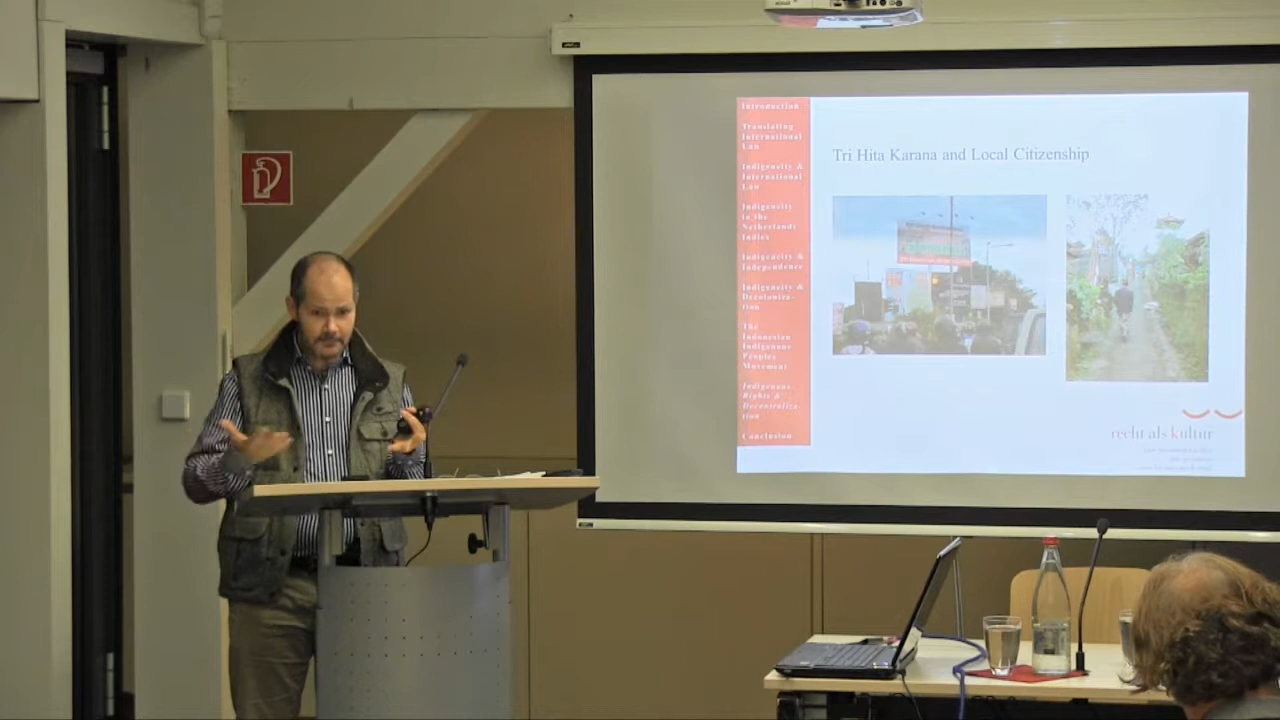 Introduction
Translating
International
Law
Indigeneity &
International
Law
Indigeneity
in the
Netherlands
Indies
Indigeneity &
Independence
Indigeneity &
Decoloniza-
tion
The
Indonesian
Indigenous
Peoples
Movement
Indigenous
Rights &
Decentraliza-
tion
Conclusion
Tri Hita Karana and Local Citizenship
recht als kultur